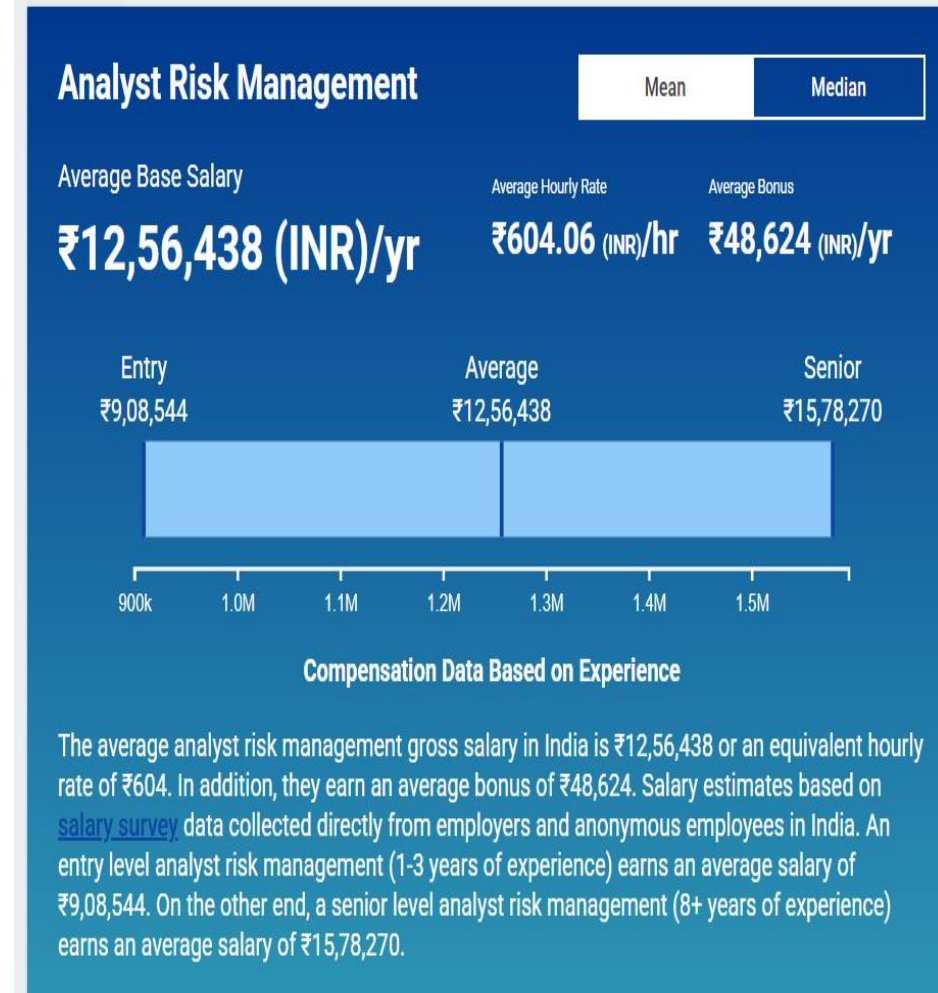 Analyst Risk Management
Mean
Median
Average Base Salary
₹12,56,438 (INR)/yr
Average Hourly Rate
₹604.06 (INR)/hr
Average Bonus
₹48,624 (INR)/yr
Entry
₹9,08,544
Average
₹12,56,438
Senior
₹15,78,270
900k 1.0M 1.1M 1.2M 1.3M 1.4M 1.5M
Compensation Data Based on Experience
The average analyst risk management gross salary in India is ₹12,56,438 or an equivalent hourly
rate of ₹604. In addition, they earn an average bonus of ₹48,624. Salary estimates based on
salary survey data collected directly from employers and anonymous employees in India. An
entry level analyst risk management (1-3 years of experience) earns an average salary of
₹9,08,544. On the other end, a senior level analyst risk management (8+ years of experience)
earns an average salary of ₹15,78,270.